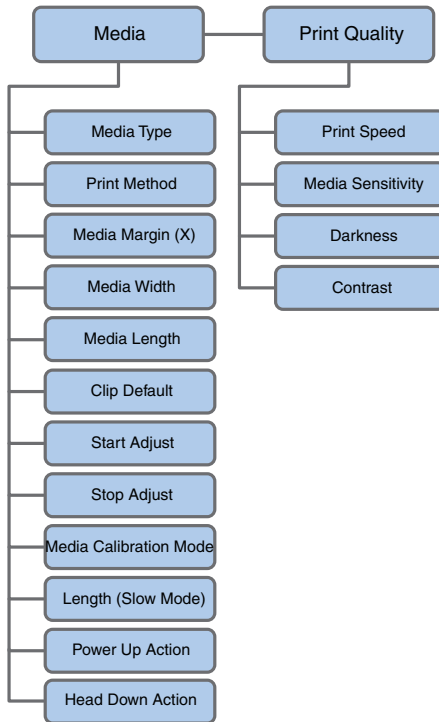 Media
Print Quality
Media Type
Print Method
Media Margin (X)
Media Width
Media Length
Clip Default
Start Adjust
Stop Adjust
Media Calibration Mode
Length (Slow Mode)
Power Up Action
Head Down Action
Print Speed
Media Sensitivity
Darkness
Contrast